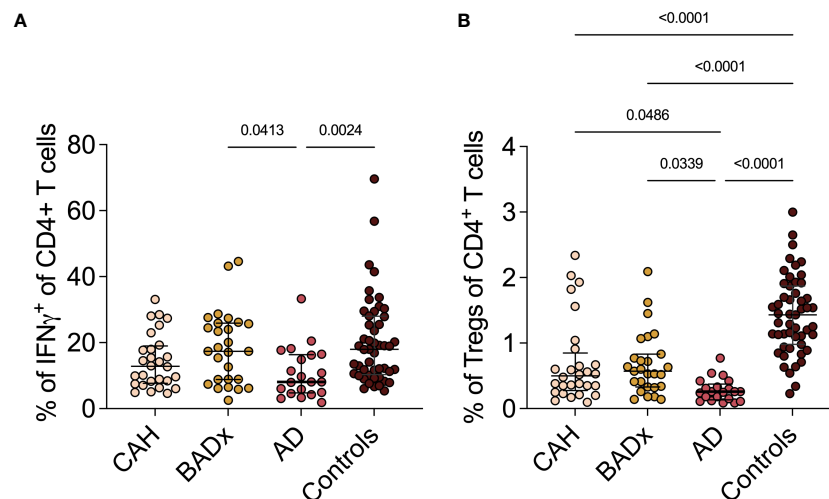 A
% of IFNγ⁺ of CD4+ T cells
80
60
40
20
0
0.0413
0.0024
CAH
BADx
AD
Controls
B
% of Tregs of CD4⁺ T cells
4
3
2
1
0
<0.0001
<0.0001
0.0486
0.0339
<0.0001
CAH
BADx
AD
Controls